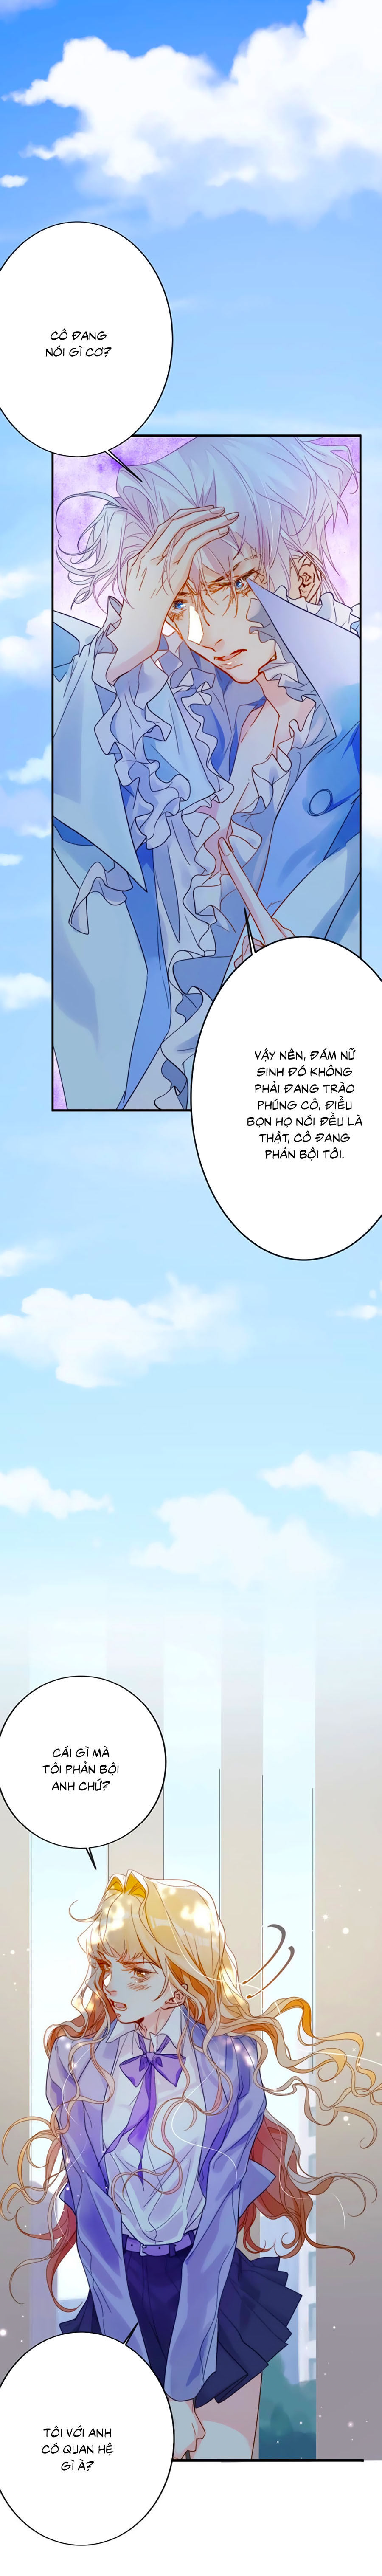 CÔ ĐANG
NÓI GÌ CƠ?
VẬY NÊN, ĐÁM NỮ
SINH ĐÓ KHÔNG
PHẢI ĐANG TRÀO
PHÚNG CÔ, ĐIỀU
BỌN HỌ NÓI ĐỀU LÀ
THẬT, CÔ ĐANG
PHẢN BỘI TÔI.
CÁI GÌ MÀ
TÔI PHẢN BỘI
ANH CHỨ?
TÔI VỚI ANH
CÓ QUAN HỆ
GÌ À?